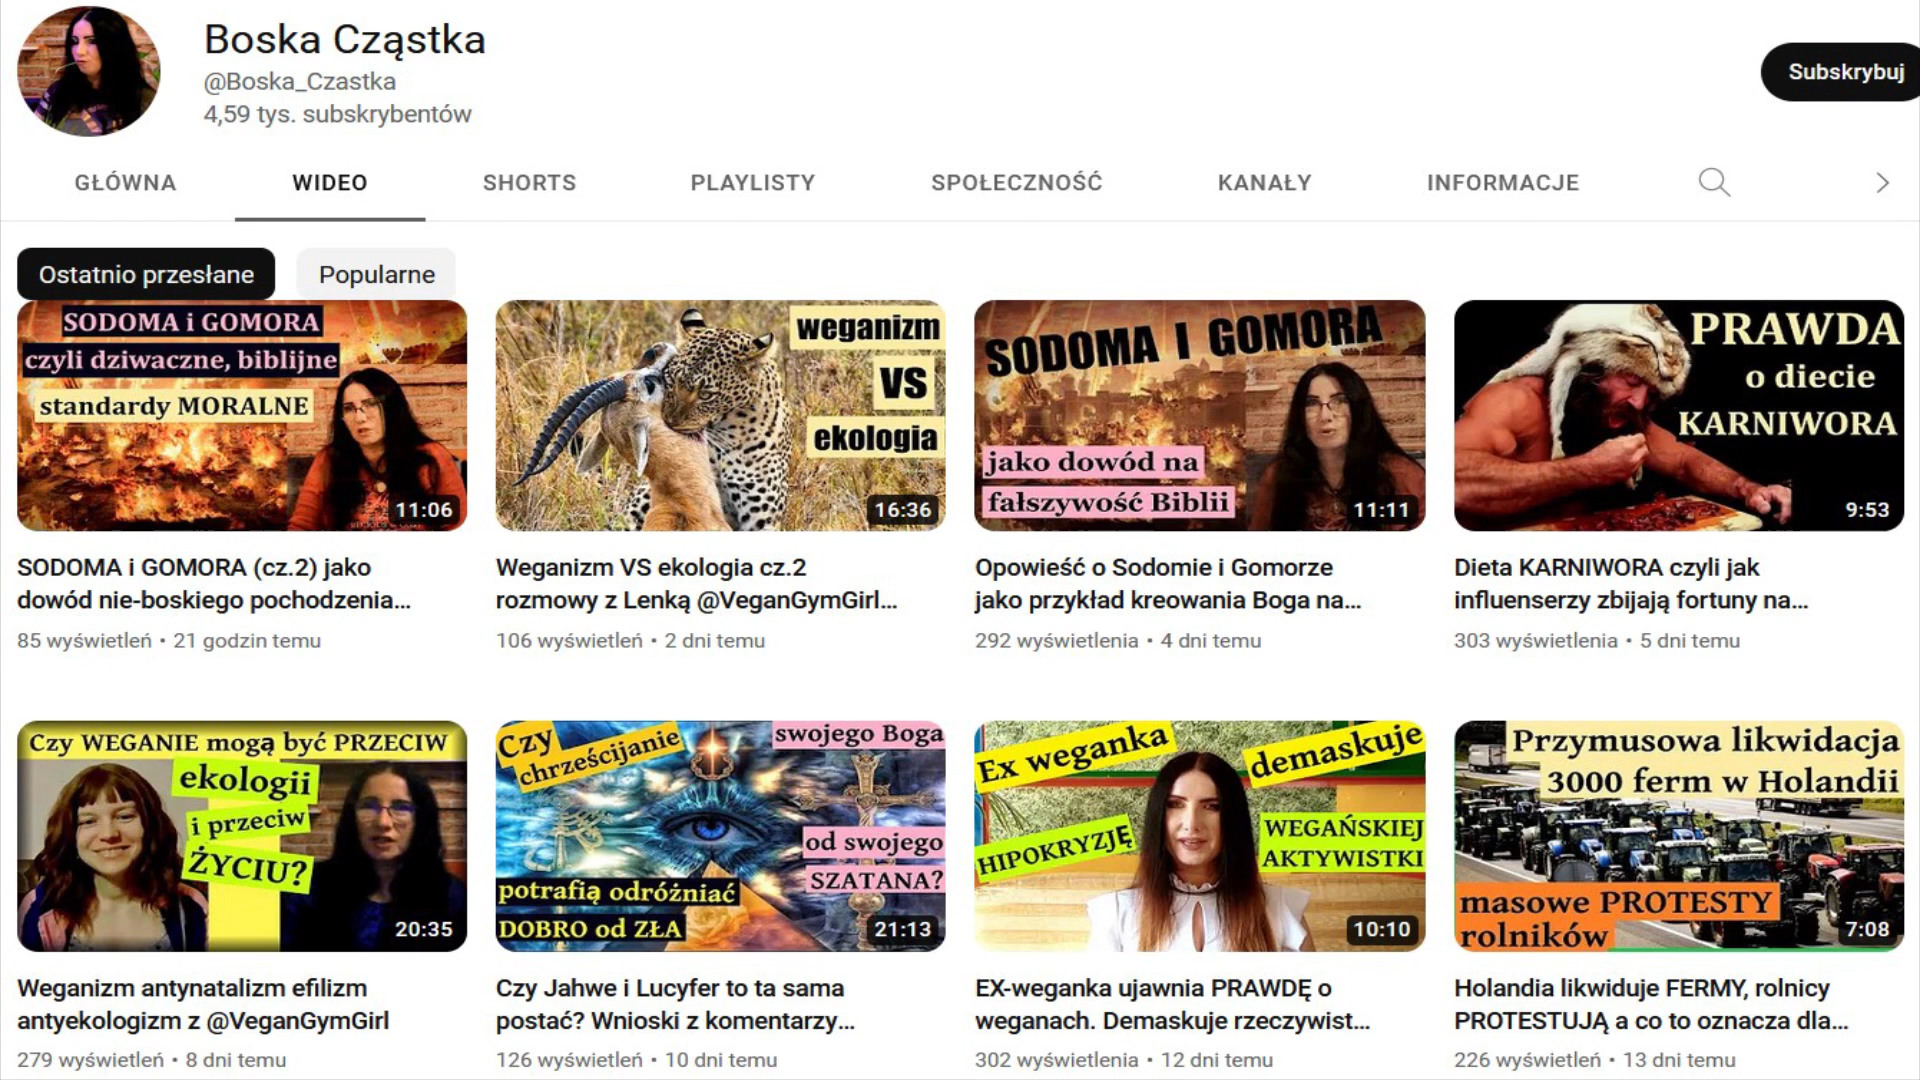 Boska Cząstka
@Boska_Czastka
4,59 tys. subskrybentów
Subskrybuj
GŁÓWNA
WIDEO
SHORTS
PLAYLISTY
SPOŁECZNOŚĆ
KANAŁY
INFORMACJE
Ostatnio przesłane
Popularne
SODOMA i GOMORA
czyli dziwaczne, biblijne
standardy MORALNE
11:06
weganizm
VS
ekologia
16:36
SODOMA I GOMORA
jako dowód na
fałszywość Biblii
11:11
PRAWDA
o diecie
KARNIWORA
9:53
SODOMA i GOMORA (cz.2) jako
dowód nie-boskiego pochodzenia...
85 wyświetleń • 21 godzin temu
Weganizm VS ekologia cz.2
rozmowy z Lenką @VeganGymGirl...
106 wyświetleń • 2 dni temu
Opowieść o Sodomie i Gomorze
jako przykład kreowania Boga na...
292 wyświetlenia • 4 dni temu
Dieta KARNIWORA czyli jak
influenserzy zbijają fortuny na...
303 wyświetlenia • 5 dni temu
Czy WEGANIE mogą być PRZECIW
ekologii
i przeciw
ŻYCIU?
20:35
Czy
chrześcijanie
potrafią odróżniać
DOBRO od ZŁA
swojego Boga
od swojego
SZATANA?
21:13
Ex weganka
demaskuje
HIPOKRYZJĘ
WEGAŃSKIEJ
AKTYWISTKI
10:10
Przymusowa likwidacja
3000 ferm w Holandii
masowe PROTESTY
rolników
7:08
Weganizm antynatalizm efilizm
antyekologizm z @VeganGymGirl
279 wyświetleń • 8 dni temu
Czy Jahwe i Lucyfer to ta sama
postać? Wnioski z komentarzy...
126 wyświetleń • 10 dni temu
EX-weganka ujawnia PRAWDĘ o
weganach. Demaskuje rzeczywist...
302 wyświetlenia • 12 dni temu
Holandia likwiduje FERMY, rolnicy
PROTESTUJĄ a co to oznacza dla...
226 wyświetleń • 13 dni temu